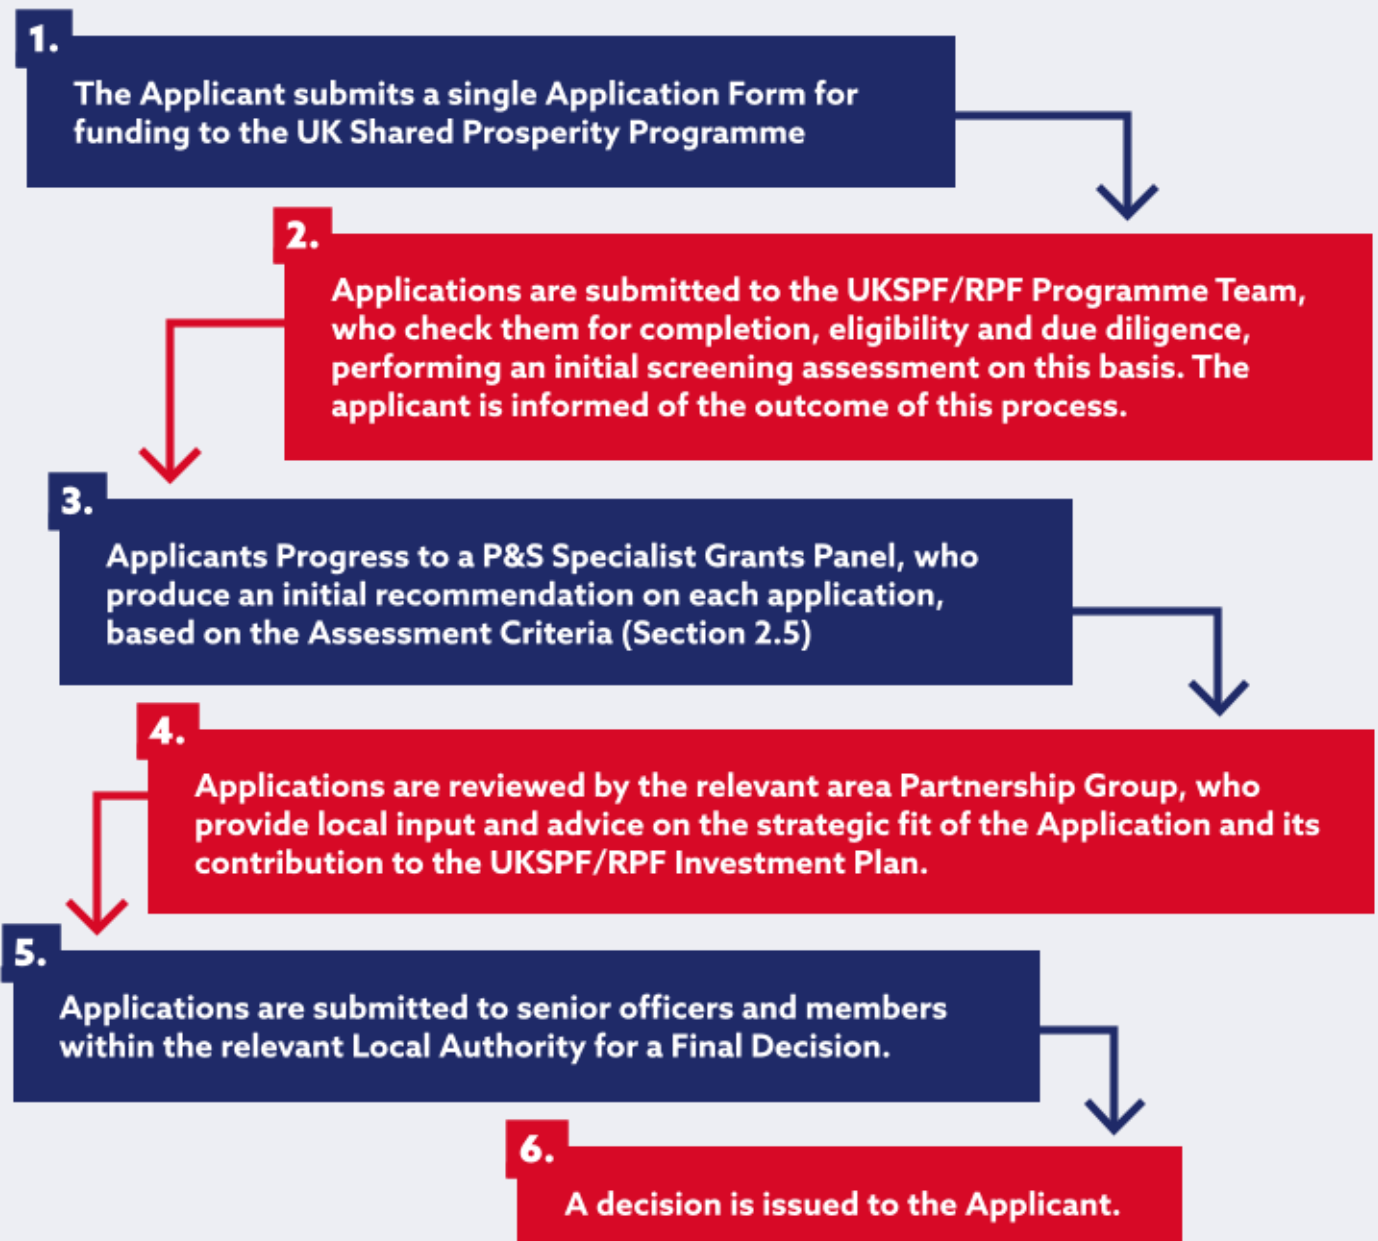 1.
The Applicant submits a single Application Form for
funding to the UK Shared Prosperity Programme
2.
Applications are submitted to the UKSPF/RPF Programme Team,
who check them for completion, eligibility and due diligence,
performing an initial screening assessment on this basis. The
applicant is informed of the outcome of this process.
3.
Applicants Progress to a P&S Specialist Grants Panel, who
produce an initial recommendation on each application,
based on the Assessment Criteria (Section 2.5)
4.
Applications are reviewed by the relevant area Partnership Group, who
provide local input and advice on the strategic fit of the Application and its
contribution to the UKSPF/RPF Investment Plan.
5.
Applications are submitted to senior officers and members
within the relevant Local Authority for a Final Decision.
6.
A decision is issued to the Applicant.